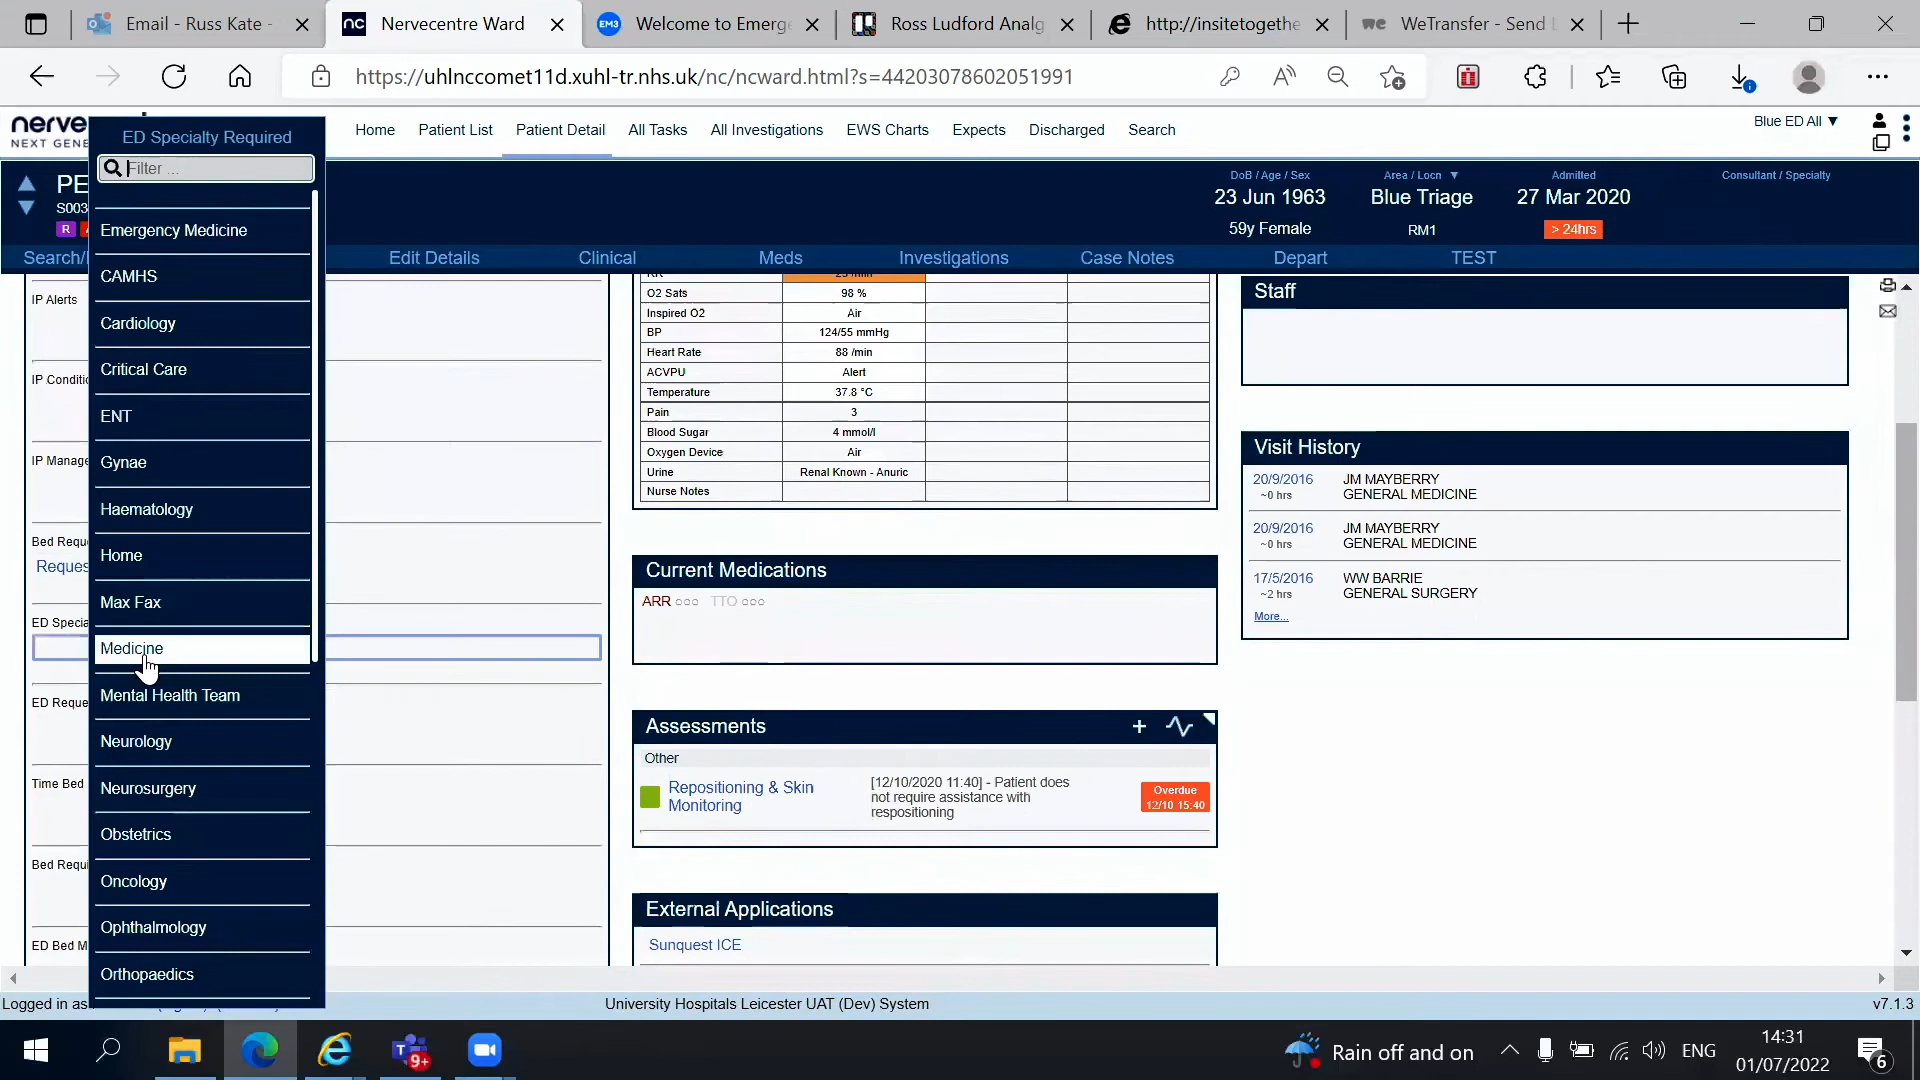 Email - Russ Kate -
nc Nervecentre Ward
EM3 Welcome to Emerge
Ross Ludford Analg
http://insitetogethe
we WeTransfer - Send
https://uhlnccomet11d.xuhl-tr.nhs.uk/nc/ncward.html?s=44203078602051991
nerve
NEXT GENE
Home Patient List Patient Detail All Tasks All Investigations EWS Charts Expects Discharged Search
Blue ED All ▼
ED Specialty Required
Filter ...
PE
S003
R
DoB / Age / Sex
23 Jun 1963
59y Female
Area / Locn ▼
Blue Triage
RM1
Admitted
27 Mar 2020
> 24hrs
Consultant / Specialty
Search/ Edit Details Clinical Meds Investigations Case Notes Depart TEST
Emergency Medicine
CAMHS
Cardiology
Critical Care
ENT
Gynae
Haematology
Home
Max Fax
Medicine
Mental Health Team
Neurology
Neurosurgery
Obstetrics
Oncology
Ophthalmology
Orthopaedics
IP Alerts
IP Conditi
IP Manage
Bed Requ
Reques
ED Specia
ED Reque
Time Bed
Bed Requi
ED Bed M
O2 Sats 98 %
Inspired O2 Air
BP 124/55 mmHg
Heart Rate 88 /min
ACVPU Alert
Temperature 37.8 °C
Pain 3
Blood Sugar 4 mmol/l
Oxygen Device Air
Urine Renal Known - Anuric
Nurse Notes
Current Medications
ARR ○○○ TTO ○○○
Assessments
Other
Repositioning & Skin
Monitoring
[12/10/2020 11:40] - Patient does
not require assistance with
respositioning
Overdue
12/10 15:40
External Applications
Sunquest ICE
Staff
Visit History
20/9/2016 JM MAYBERRY
~0 hrs GENERAL MEDICINE
20/9/2016 JM MAYBERRY
~0 hrs GENERAL MEDICINE
17/5/2016 WW BARRIE
~2 hrs GENERAL SURGERY
More...
Logged in as
University Hospitals Leicester UAT (Dev) System
v7.1.3
9+
Rain off and on
ENG
14:31
01/07/2022
6